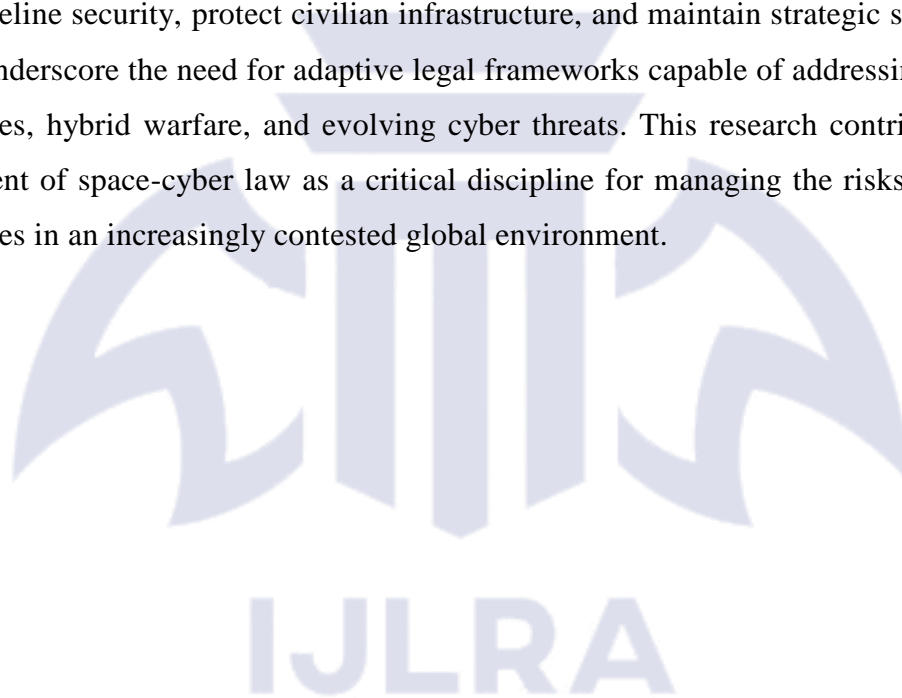 eline security, protect civilian infrastructure, and maintain strategic s
nderscore the need for adaptive legal frameworks capable of addressin
es, hybrid warfare, and evolving cyber threats. This research contri
ent of space-cyber law as a critical discipline for managing the risks
es in an increasingly contested global environment.
IJLRA